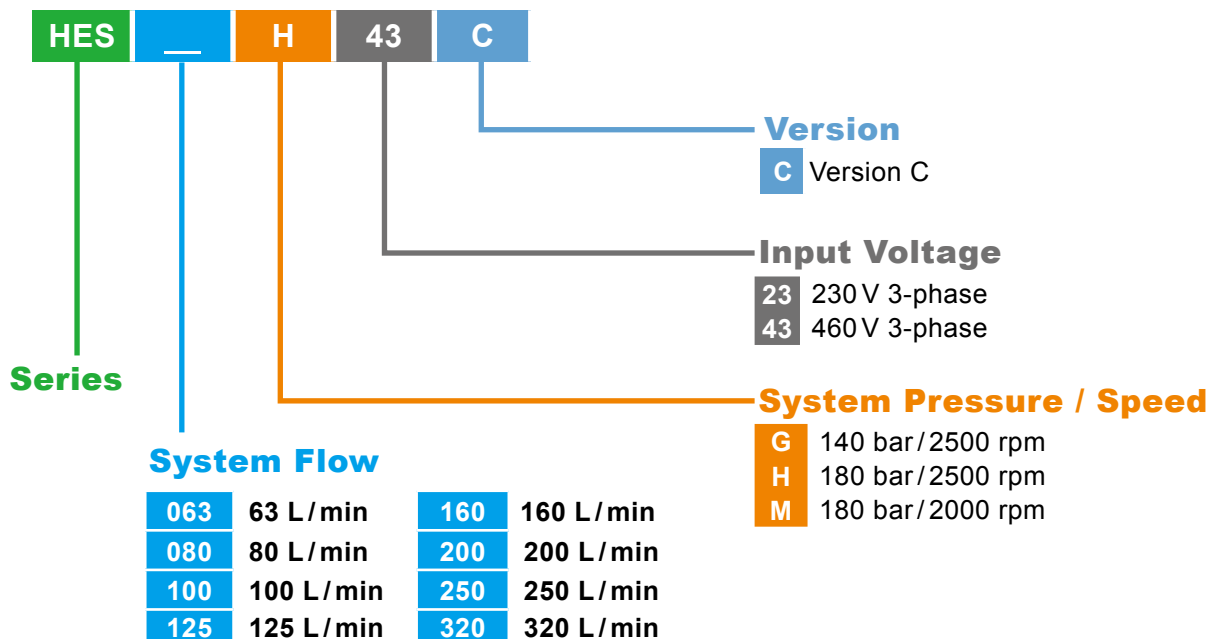 HES __ H 43 C
Version
C Version C
Input Voltage
23 230 V 3-phase
43 460 V 3-phase
Series
System Pressure / Speed
G 140 bar / 2500 rpm
H 180 bar / 2500 rpm
M 180 bar / 2000 rpm
System Flow
063 63 L / min 160 160 L / min
080 80 L / min 200 200 L / min
100 100 L / min 250 250 L / min
125 125 L / min 320 320 L / min